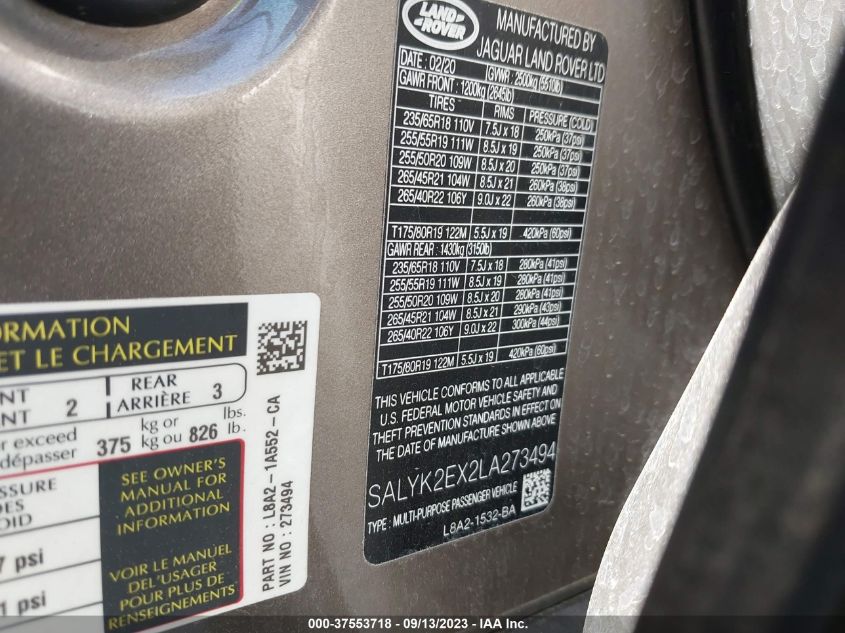 LAND
ROVER
MANUFACTURED BY
JAGUAR LAND ROVER LTD
DATE : 02/20 GVWR : 2500kg (5510lb)
GAWR FRONT : 1200kg (2645lb)
TIRES RIMS PRESSURE (COLD)
235/65R18 110V 7.5J x 18 250kPa (37psi)
255/55R19 111W 8.5J x 19 250kPa (37psi)
255/50R20 109W 8.5J x 20 250kPa (37psi)
265/45R21 104W 8.5J x 21 260kPa (38psi)
265/40R22 106Y 9.0J x 22 260kPa (38psi)
T175/80R19 122M 5.5J x 19 420kPa (60psi)
GAWR REAR : 1430kg (3150lb)
235/65R18 110V 7.5J x 18 280kPa (41psi)
255/55R19 111W 8.5J x 19 280kPa (41psi)
255/50R20 109W 8.5J x 20 280kPa (41psi)
265/45R21 104W 8.5J x 21 290kPa (43psi)
265/40R22 106Y 9.0J x 22 300kPa (44psi)
T175/80R19 122M 5.5J x 19 420kPa (60psi)
THIS VEHICLE CONFORMS TO ALL APPLICABLE
U.S. FEDERAL MOTOR VEHICLE SAFETY AND
THEFT PREVENTION STANDARDS IN EFFECT ON
THE DATE OF MANUFACTURE SHOWN ABOVE.
SALYK2EX2LA273494
TYPE : MULTI-PURPOSE PASSENGER VEHICLE
L8A2-1532-BA
ORMATION
ET LE CHARGEMENT
NT 2 REAR 3
NT ARRIÈRE
or exceed 375 kg or 826 lbs.
dépasser kg ou lb.
SSURE
DES
OID
7 psi
1 psi
SEE OWNER'S
MANUAL FOR
ADDITIONAL
INFORMATION
VOIR LE MANUEL
DEL'USAGER
POUR PLUS DE
RENSEIGNEMENTS
PART NO : L8A2 - 1A552 - CA
VIN NO : 273494
000-37553718 - 09/13/2023 - IAAI.COM